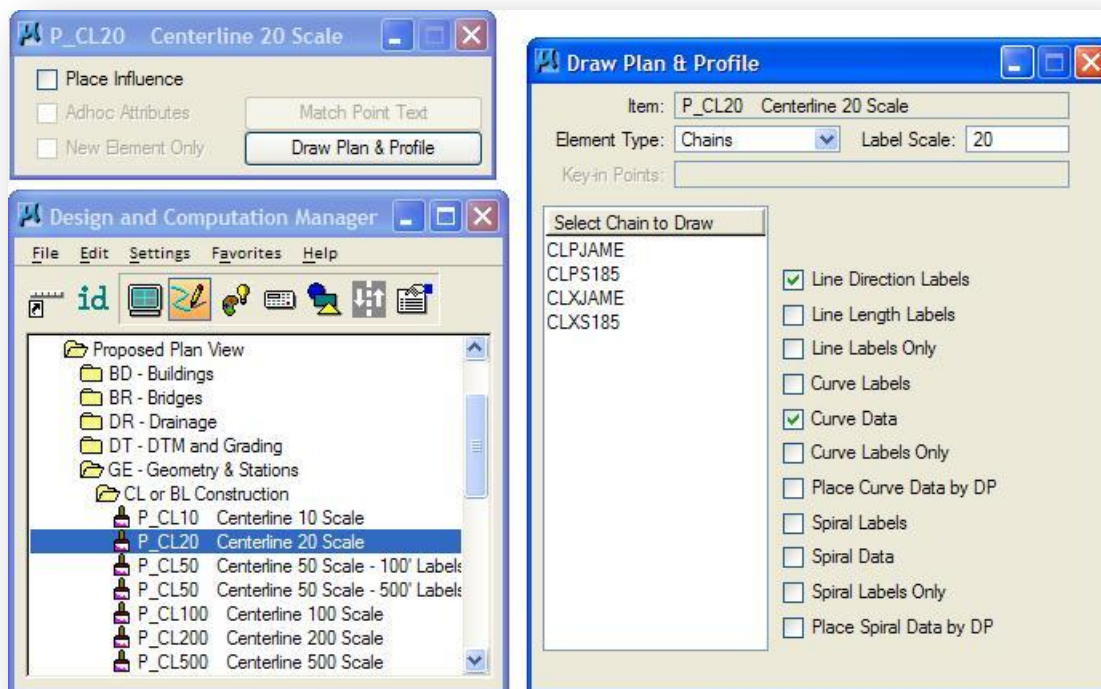 P_CL20 Centerline 20 Scale
Place Influence
Adhoc Attributes
Match Point Text
New Element Only
Draw Plan & Profile
Design and Computation Manager
File Edit Settings Favorites Help
id
Proposed Plan View
BD - Buildings
BR - Bridges
DR - Drainage
DT - DTM and Grading
GE - Geometry & Stations
CL or BL Construction
P_CL10 Centerline 10 Scale
P_CL20 Centerline 20 Scale
P_CL50 Centerline 50 Scale - 100' Labels
P_CL50 Centerline 50 Scale - 500' Labels
P_CL100 Centerline 100 Scale
P_CL200 Centerline 200 Scale
P_CL500 Centerline 500 Scale
Draw Plan & Profile
Item: P_CL20 Centerline 20 Scale
Element Type: Chains Label Scale: 20
Key-in Points:
Select Chain to Draw
CLPJAME
CLPS185
CLXJAME
CLXS185
Line Direction Labels
Line Length Labels
Line Labels Only
Curve Labels
Curve Data
Curve Labels Only
Place Curve Data by DP
Spiral Labels
Spiral Data
Spiral Labels Only
Place Spiral Data by DP